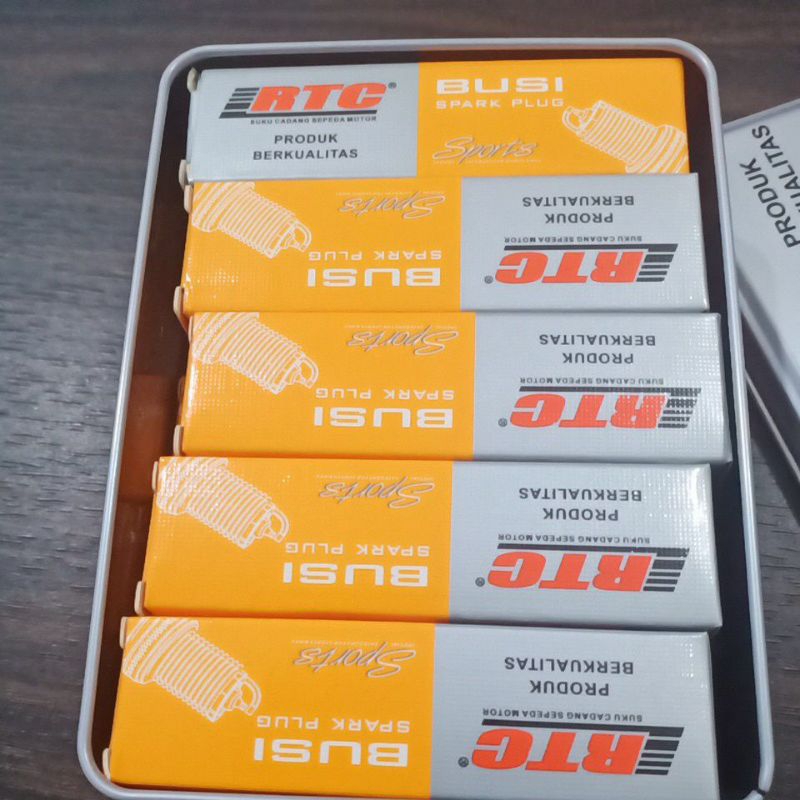 RTC®
SUKU CADANG SEPEDA MOTOR
PRODUK
BERKUALITAS
BUSI
SPARK PLUG
Sports
RTC®
SUKU CADANG SEPEDA MOTOR
PRODUK
BERKUALITAS
BUSI
SPARK PLUG
Sports
RTC®
SUKU CADANG SEPEDA MOTOR
PRODUK
BERKUALITAS
BUSI
SPARK PLUG
Sports
RTC®
SUKU CADANG SEPEDA MOTOR
PRODUK
BERKUALITAS
BUSI
SPARK PLUG
Sports
RTC®
SUKU CADANG SEPEDA MOTOR
PRODUK
BERKUALITAS
BUSI
SPARK PLUG
Sports
PRODUK
UALITAS